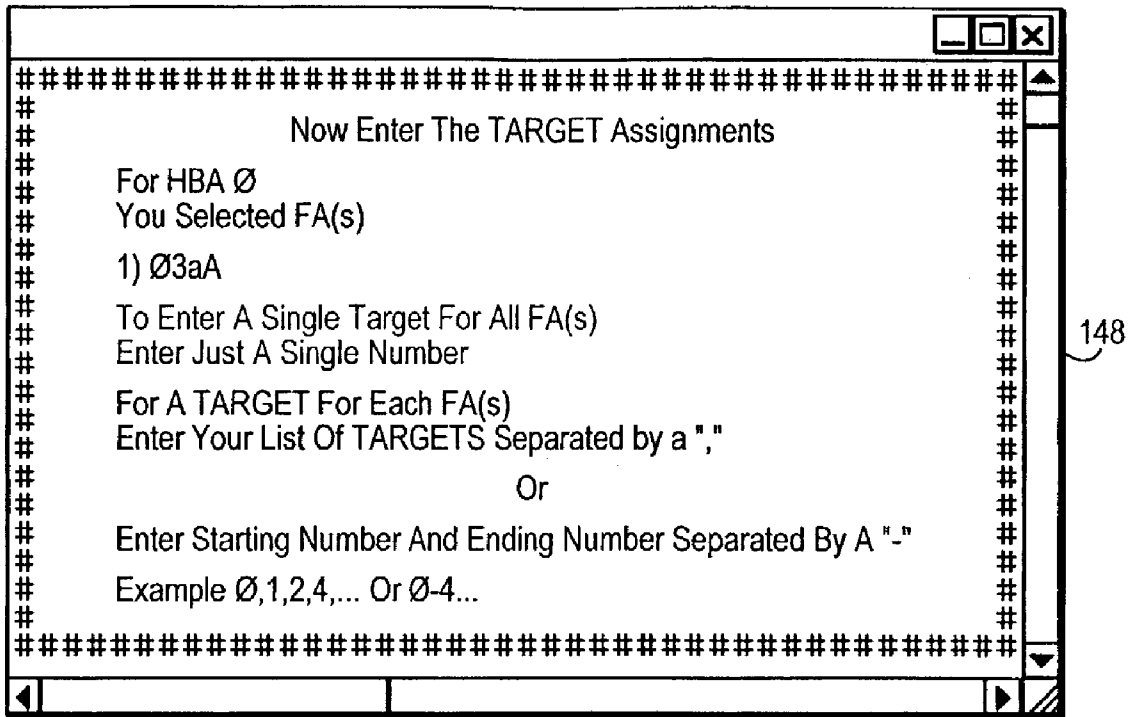 ##########################################
Now Enter The TARGET Assignments
For HBA Ø
You Selected FA(s)
1) Ø3aA
To Enter A Single Target For All FA(s)
Enter Just A Single Number
For A TARGET For Each FA(s)
Enter Your List Of TARGETS Separated by a ","
Or
Enter Starting Number And Ending Number Separated By A "-"
Example Ø,1,2,4,... Or Ø-4...
##########################################
148